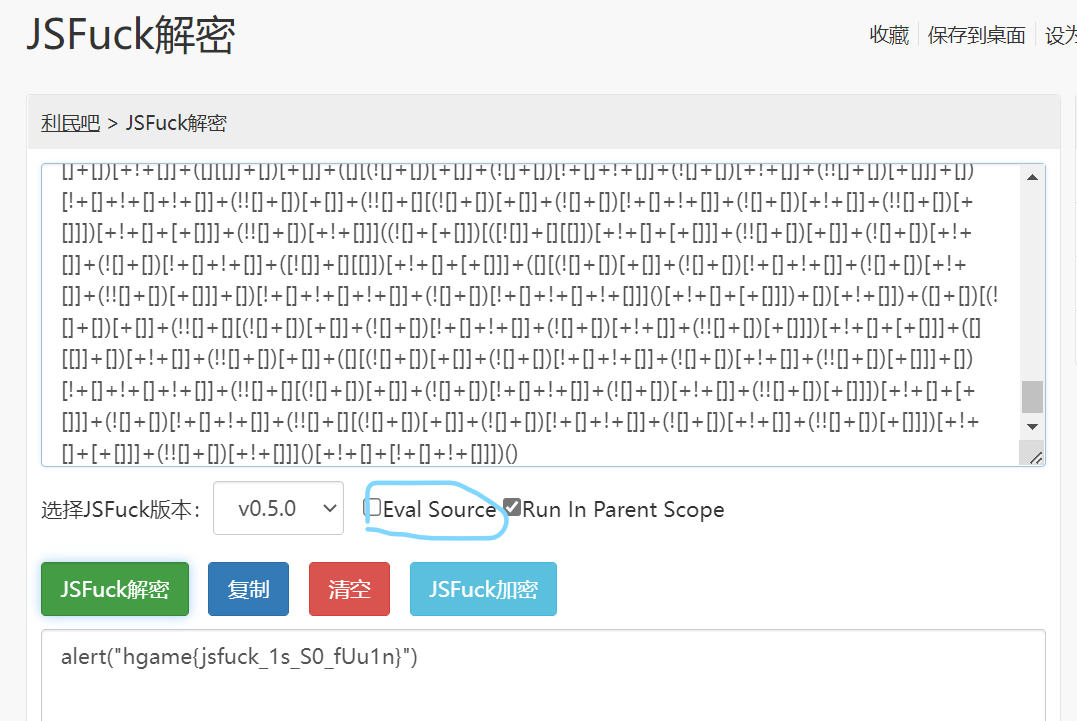 JSFuck解密
收藏 保存到桌面 设为
利民吧 > JSFuck解密
[]+[])[+!+[]]+([][[]]+[])[+[]]+([][(![]+[])[+[]]+(![]+[])[!+[]+!+[]]+(![]+[])[+!+[]]+(!![]+[])[+[]]]+[])
[!+[]+!+[]+!+[]]+(!![]+[])[+[]]+(!![]+[][(![]+[])[+[]]+(![]+[])[!+[]+!+[]]+(![]+[])[+!+[]]+(!![]+[])[+
[]]])[+!+[]+[+[]]]+(!![]+[])[+!+[]]]((![]+[+[]])[([![]]+[][[]])[+!+[]+[+[]]]+(!![]+[])[+[]]+(![]+[])[+!+
[]]+(![]+[])[!+[]+!+[]]+([![]]+[][[]])[+!+[]+[+[]]]+([][(![]+[])[+[]]+(![]+[])[!+[]+!+[]]+(![]+[])[+!+
[]]+(!![]+[])[+[]]]+[])[!+[]+!+[]+!+[]]+(![]+[])[!+[]+!+[]+!+[]]]()[+!+[]+[+[]]])+[])[+!+[]])+([]+[])[(!
[]+[])[+[]]+(!![]+[][(![]+[])[+[]]+(![]+[])[!+[]+!+[]]+(![]+[])[+!+[]]+(!![]+[])[+[]]])[+!+[]+[+[]]]+([]
[[]]+[])[+!+[]]+(!![]+[])[+[]]+([][(![]+[])[+[]]+(![]+[])[!+[]+!+[]]+(![]+[])[+!+[]]+(!![]+[])[+[]]]+[])
[!+[]+!+[]+!+[]]+(!![]+[][(![]+[])[+[]]+(![]+[])[!+[]+!+[]]+(![]+[])[+!+[]]+(!![]+[])[+[]]])[+!+[]+[+
[]]]+(![]+[])[!+[]+!+[]]+(!![]+[][(![]+[])[+[]]+(![]+[])[!+[]+!+[]]+(![]+[])[+!+[]]+(!![]+[])[+[]]])[+!+
[]+[+[]]]+(!![]+[])[+!+[]]]()[+!+[]+[!+[]+!+[]]])()
选择JSFuck版本： v0.5.0 Eval Source Run In Parent Scope
JSFuck解密 复制 清空 JSFuck加密
alert("hgame{jsfuck_1s_S0_fUu1n}")